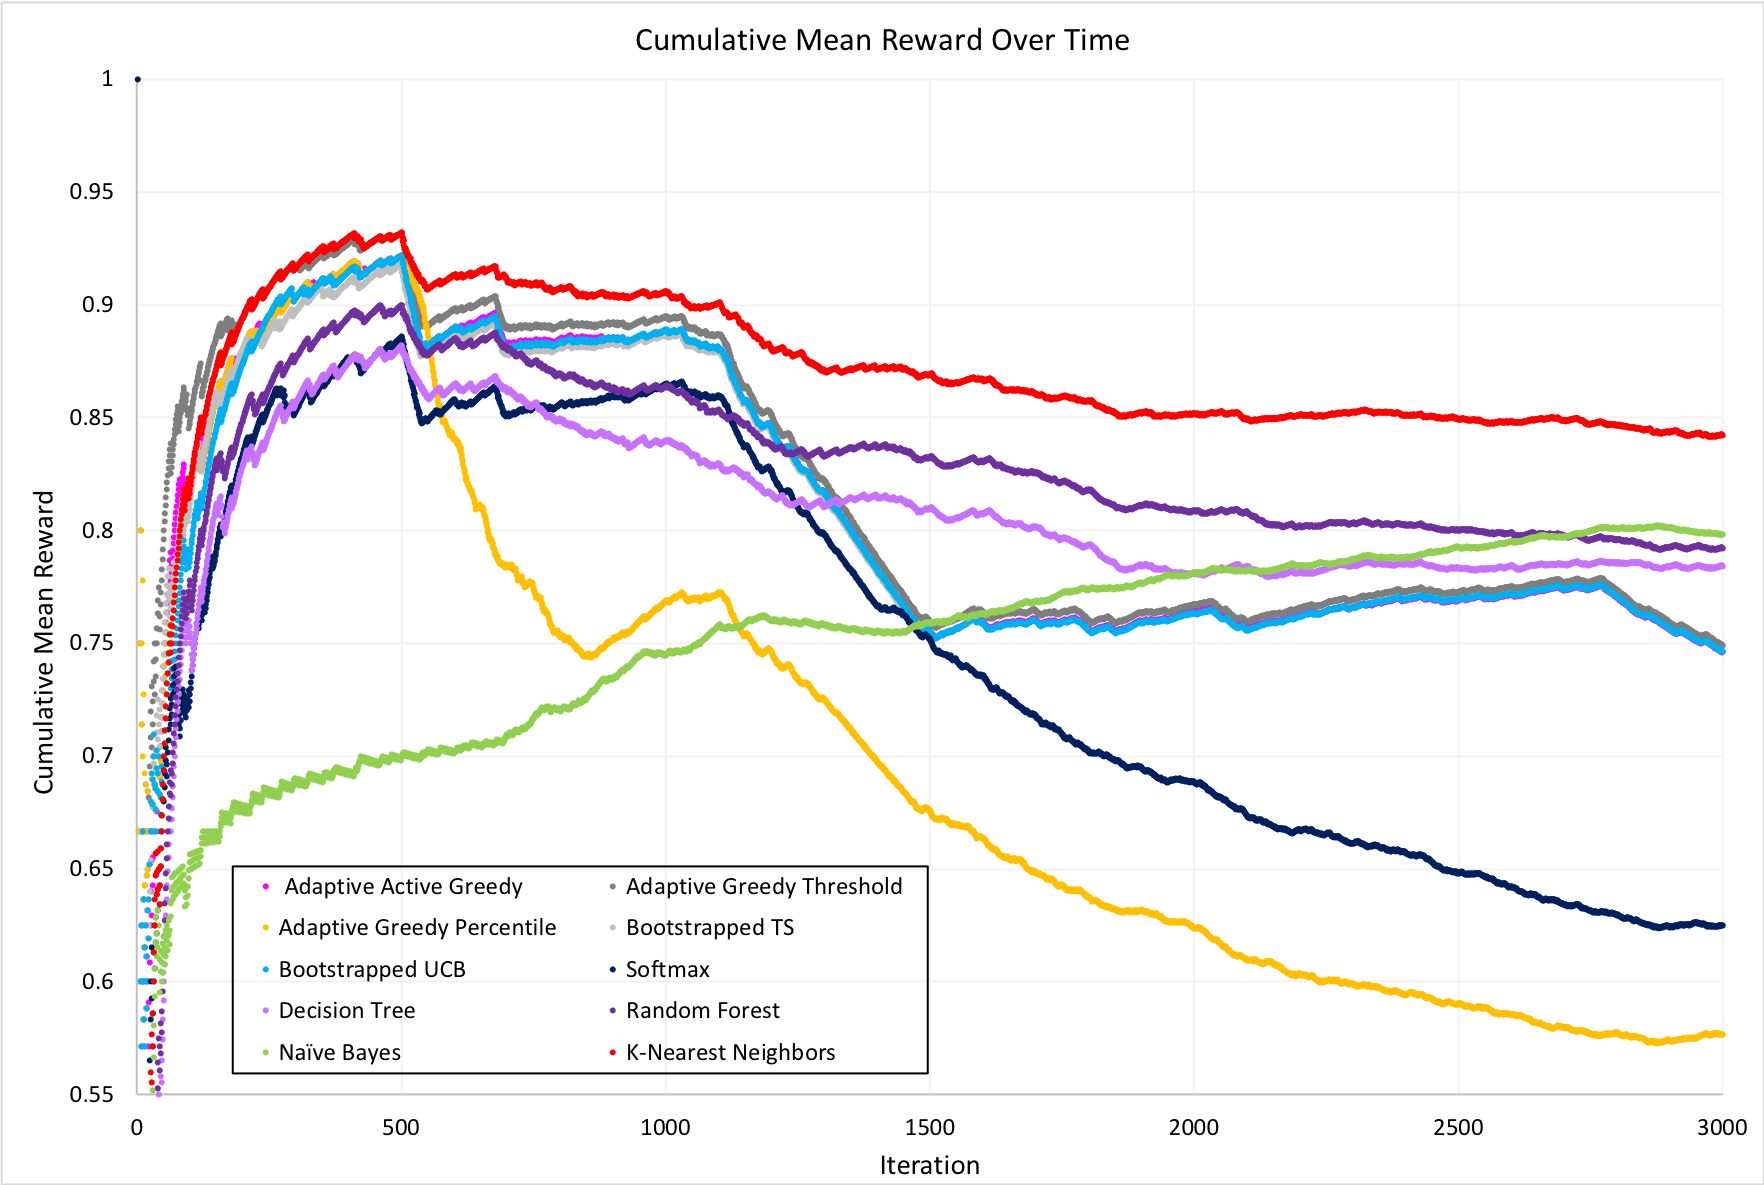 Cumulative Mean Reward Over Time
1
0.95
0.9
0.85
0.8
0.75
0.7
0.65
0.6
0.55
Cumulative Mean Reward
Adaptive Active Greedy
Adaptive Greedy Threshold
Adaptive Greedy Percentile
Bootstrapped TS
Bootstrapped UCB
Softmax
Decision Tree
Random Forest
Naïve Bayes
K-Nearest Neighbors
0 500 1000 1500 2000 2500 3000
Iteration